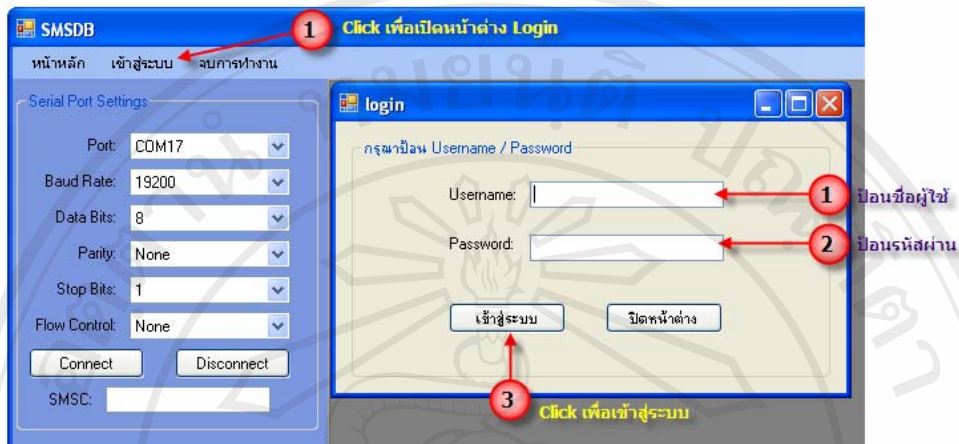 SMSDB
1 Click เพื่อเปิดหน้าต่าง Login
หน้าหลัก เข้าสู่ระบบ จบการทำงาน
Serial Port Settings
Port: COM17
Baud Rate: 19200
Data Bits: 8
Parity: None
Stop Bits: 1
Flow Control: None
Connect Disconnect
SMSC:
login
กรุณาป้อน Username / Password
Username: 1 ป้อนชื่อผู้ใช้
Password: 2 ป้อนรหัสผ่าน
เข้าสู่ระบบ ปิดหน้าต่าง
3 Click เพื่อเข้าสู่ระบบ